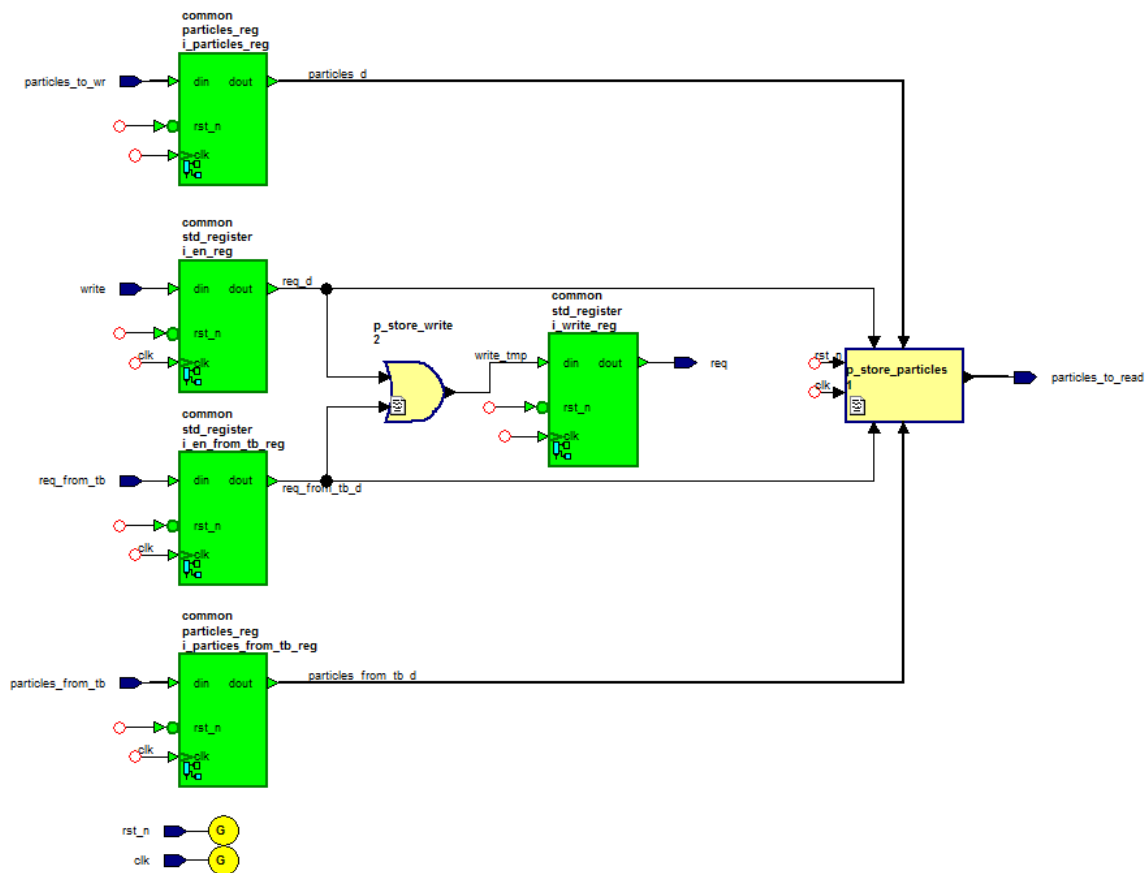 common
particles_reg
i_particles_reg
particles_to_wr
din dout
particles_d
rst_n
clk
common
std_register
i_en_reg
write
din dout
req_d
rst_n
clk
clk
p_store_write
2
common
std_register
i_write_reg
write_tmp
din dout
req
rst_n
clk
rst_n
p_store_particles
clk
1
particles_to_read
common
std_register
i_en_from_tb_reg
req_from_tb
din dout
req_from_tb_d
rst_n
clk
clk
common
particles_reg
i_partices_from_tb_reg
particles_from_tb
din dout
particles_from_tb_d
rst_n
clk
clk
rst_n
G
clk
G